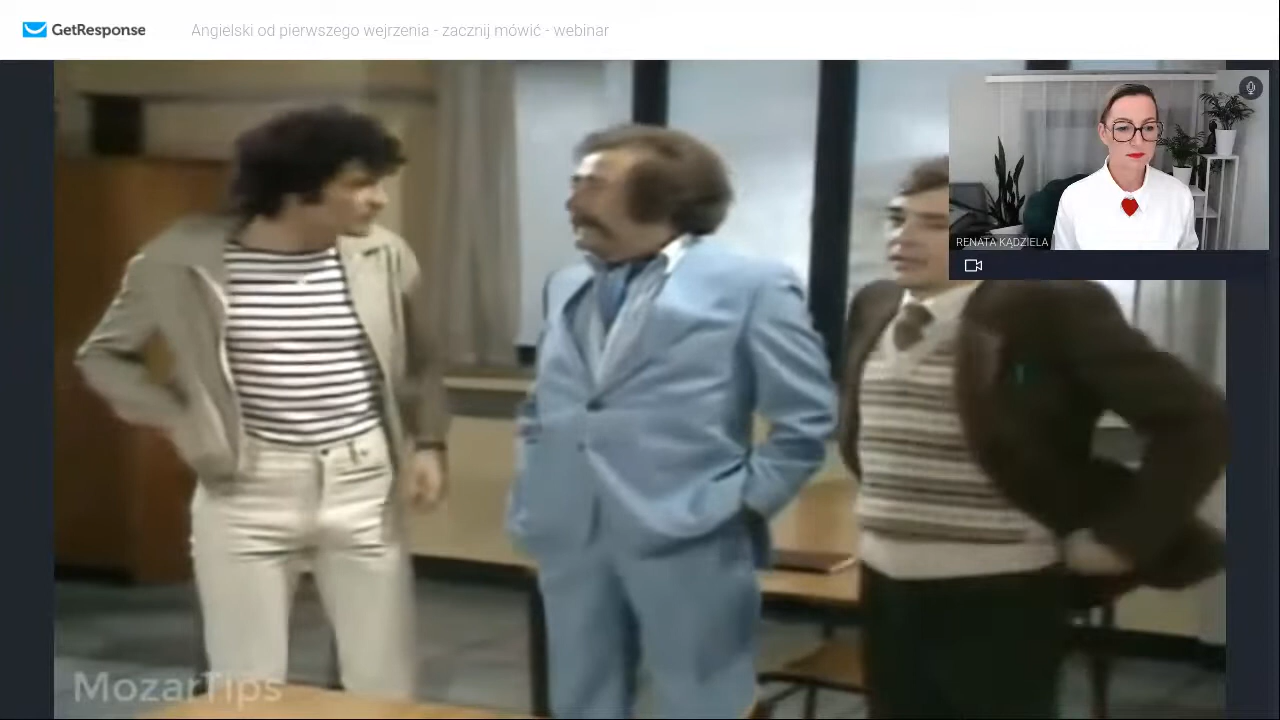 GetResponse
Angielski od pierwszego wejrzenia - zacznij mówić - webinar
RENATA KĄDZIELA
MozarTips